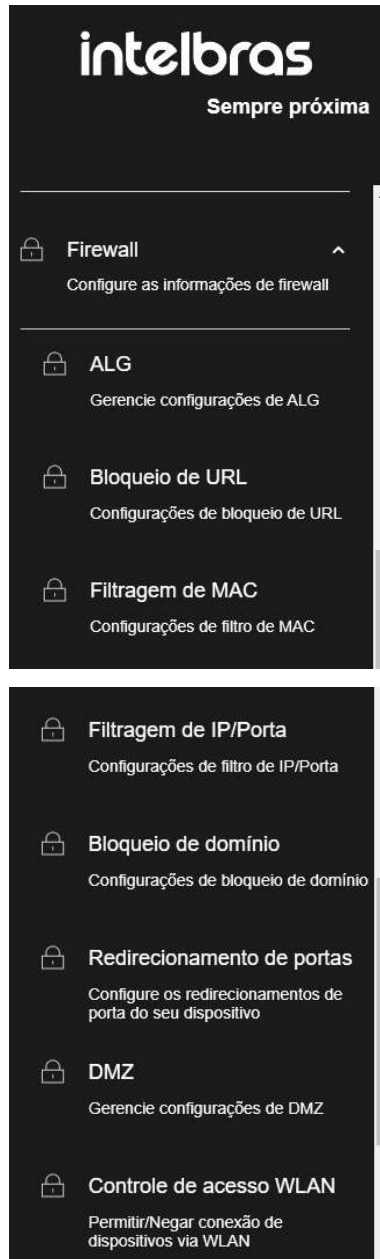 intelbras
Sempre próxima
Firewall
Configure as informações de firewall
ALG
Gerencie configurações de ALG
Bloqueio de URL
Configurações de bloqueio de URL
Filtragem de MAC
Configurações de filtro de MAC
Filtragem de IP/Porta
Configurações de filtro de IP/Porta
Bloqueio de domínio
Configurações de bloqueio de domínio
Redirecionamento de portas
Configure os redirecionamentos de
porta do seu dispositivo
DMZ
Gerencie configurações de DMZ
Controle de acesso WLAN
Permitir/Negar conexão de
dispositivos via WLAN